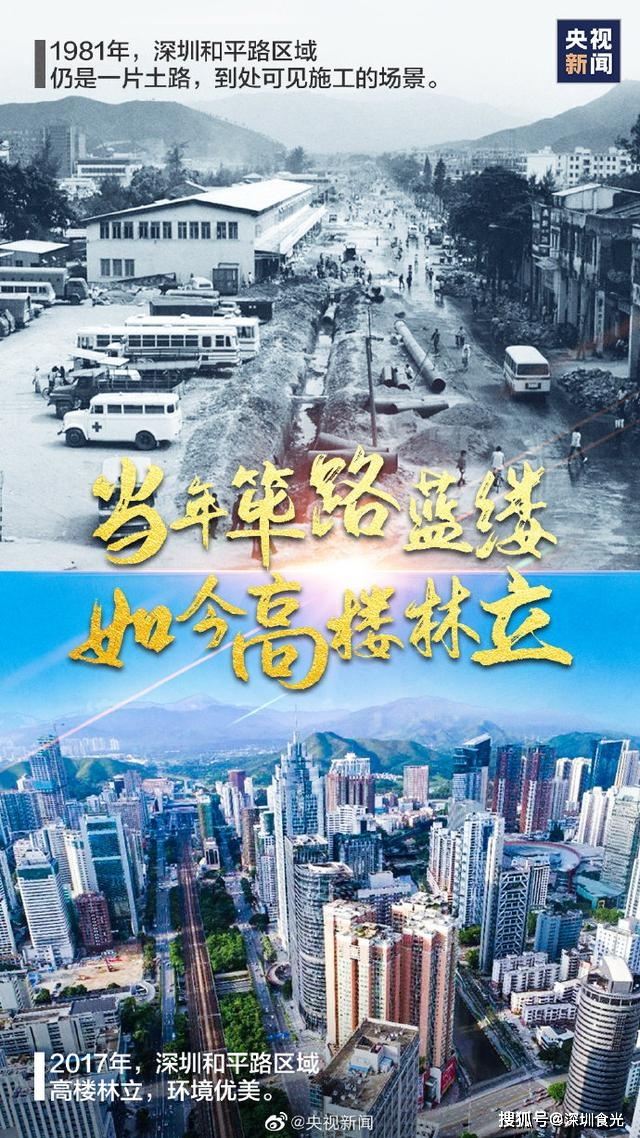 1981年，深圳和平路区域
仍是一片土路，到处可见施工的场景。
央视
新闻
当年筚路蓝缕
如今高楼林立
2017年，深圳和平路区域
高楼林立，环境优美。
@央视新闻
搜狐号@深圳食光